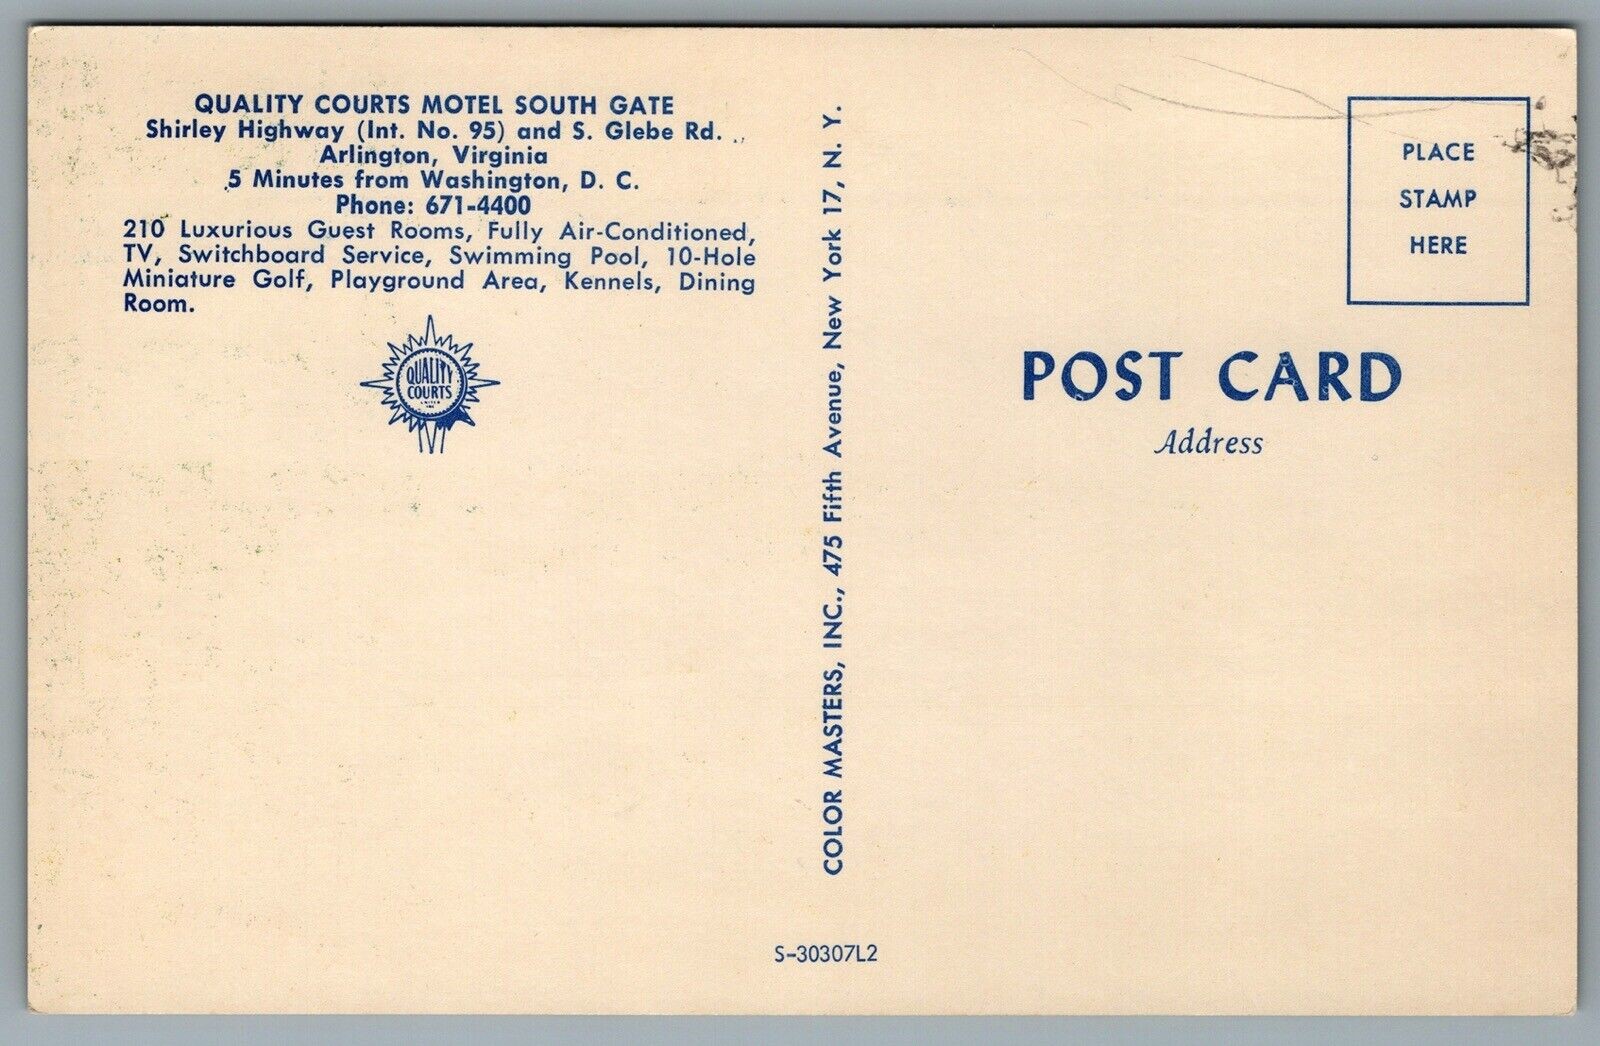 QUALITY COURTS MOTEL SOUTH GATE
Shirley Highway (Int. No. 95) and S. Glebe Rd.
Arlington, Virginia
5 Minutes from Washington, D. C.
Phone: 671-4400
210 Luxurious Guest Rooms, Fully Air-Conditioned,
TV, Switchboard Service, Swimming Pool, 10-Hole
Miniature Golf, Playground Area, Kennels, Dining
Room.
QUALITY
COURTS
UNITED
INC
COLOR MASTERS, INC., 475 Fifth Avenue, New York 17, N. Y.
S-30307L2
PLACE
STAMP
HERE
POST CARD
Address